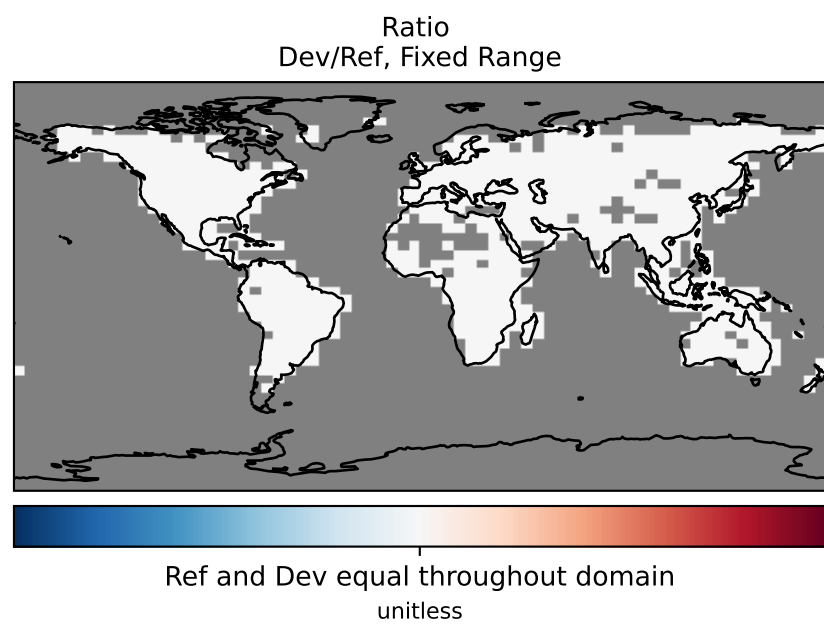 Ratio
Dev/Ref, Fixed Range
Ref and Dev equal throughout domain
unitless